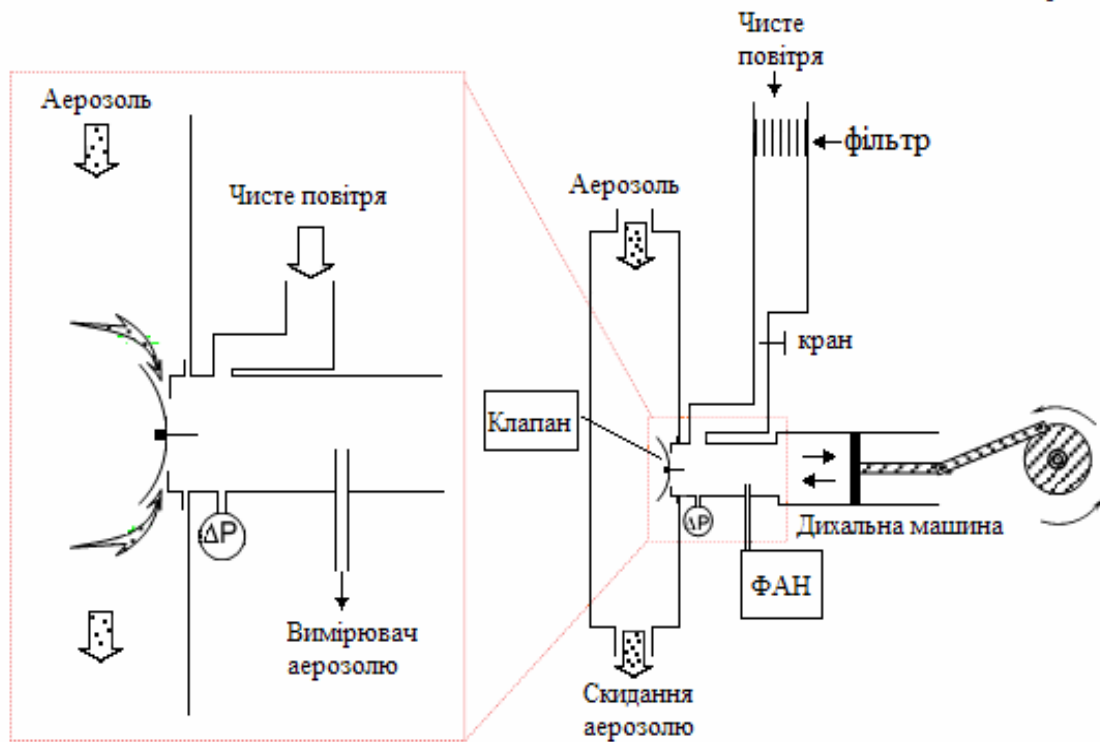 Аерозоль
Чисте повітря
ΔP
Вимірювач
аерозолю
Чисте
повітря
фільтр
Аерозоль
кран
Клапан
ΔP
Дихальна машина
ФАН
Скидання
аерозолю